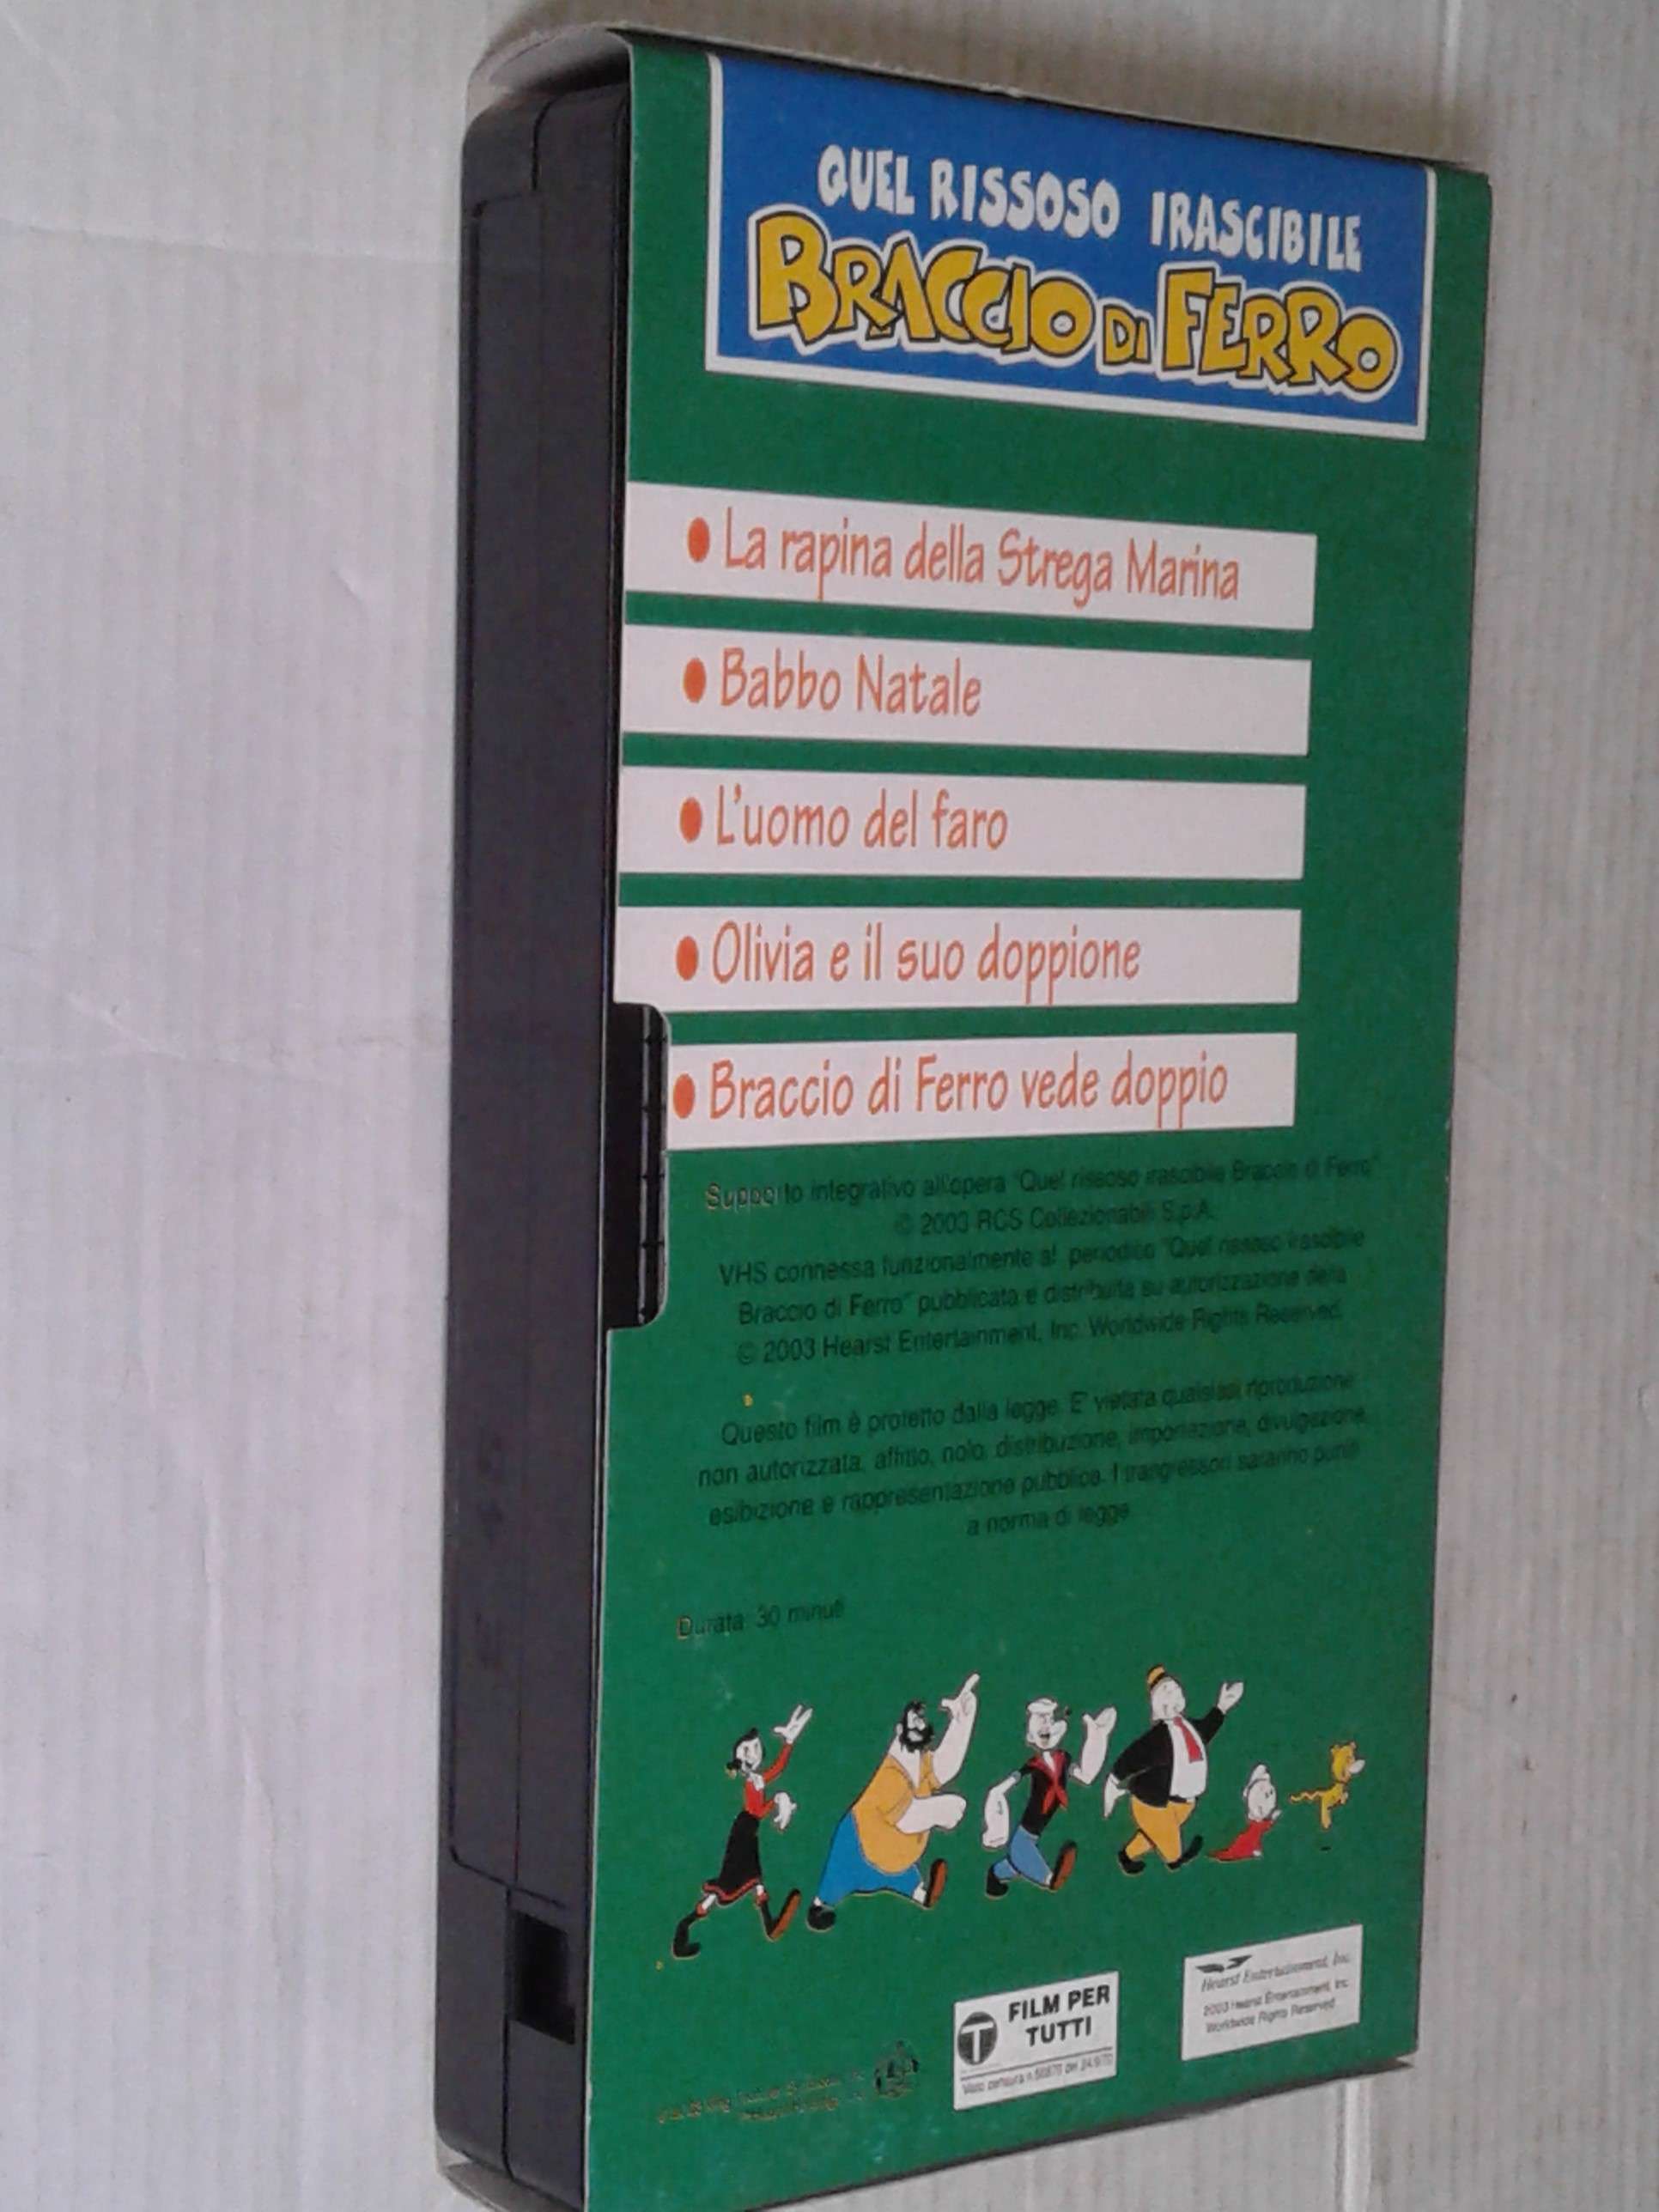 QUEL RISSOSO IRASCIBILE
BRACCIO DI FERRO
• La rapina della Strega Marina
• Babbo Natale
• L'uomo del faro
• Olivia e il suo doppione
• Braccio di Ferro vede doppio
Supporto integrativo all'opera "Quel rissoso irascibile Braccio di Ferro"
© 2003 RCS Collezionabili S.p.A.
VHS connessa funzionalmente al periodico "Quel rissoso irascibile
Braccio di Ferro" pubblicata e distribuita su autorizzazione della
© 2003 Hearst Entertainment, Inc. Worldwide Rights Reserved.
Questo film è protetto dalla legge. E' vietata qualsiasi riproduzione
non autorizzata, affitto, nolo, distribuzione, importazione, divulgazione,
esibizione e rappresentazione pubblica. I trangressori saranno puniti
a norma di legge.
Durata: 30 minuti
T FILM PER
TUTTI
Visto censura n.
Hearst Entertainment, Inc.
2003 Hearst Entertainment, Inc.
Worldwide Rights Reserved